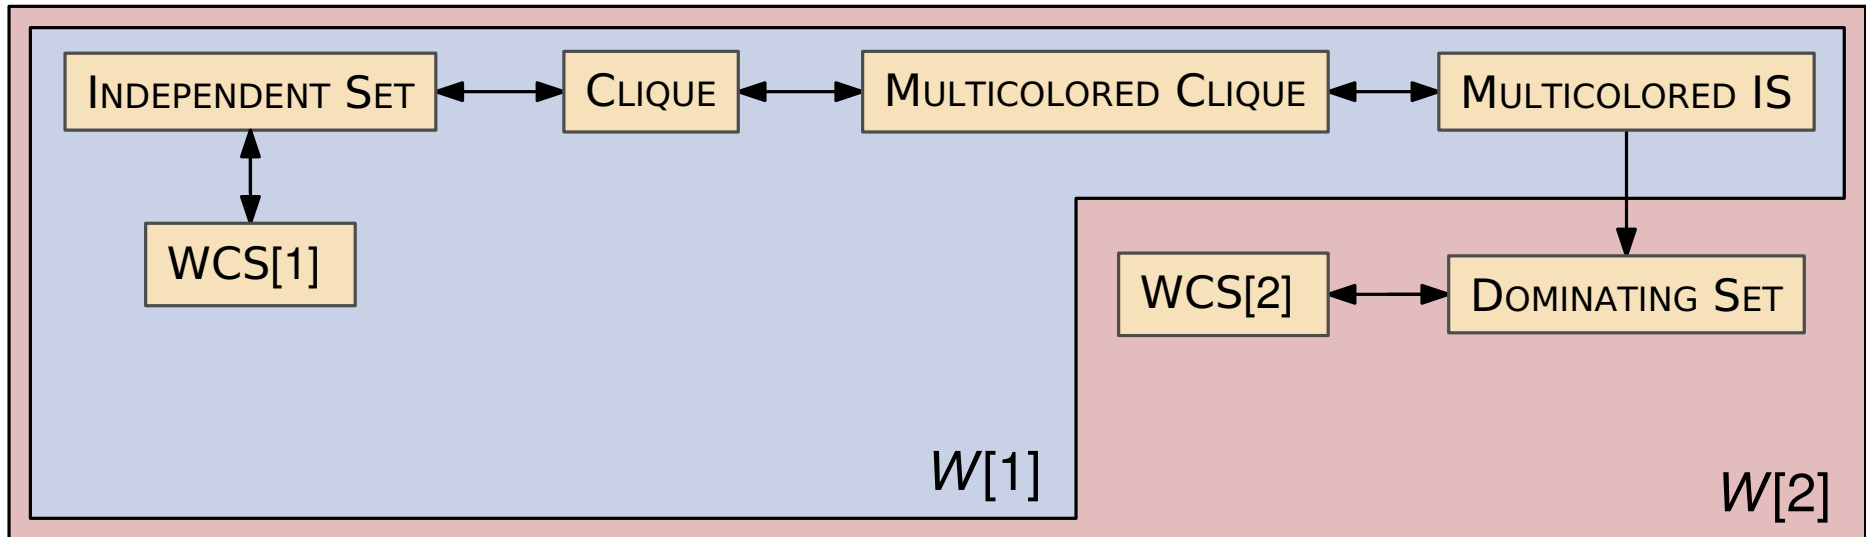 INDEPENDENT SET
CLIQUE
MULTICOLORED CLIQUE
MULTICOLORED IS
WCS[1]
WCS[2]
DOMINATING SET
W[1]
W[2]